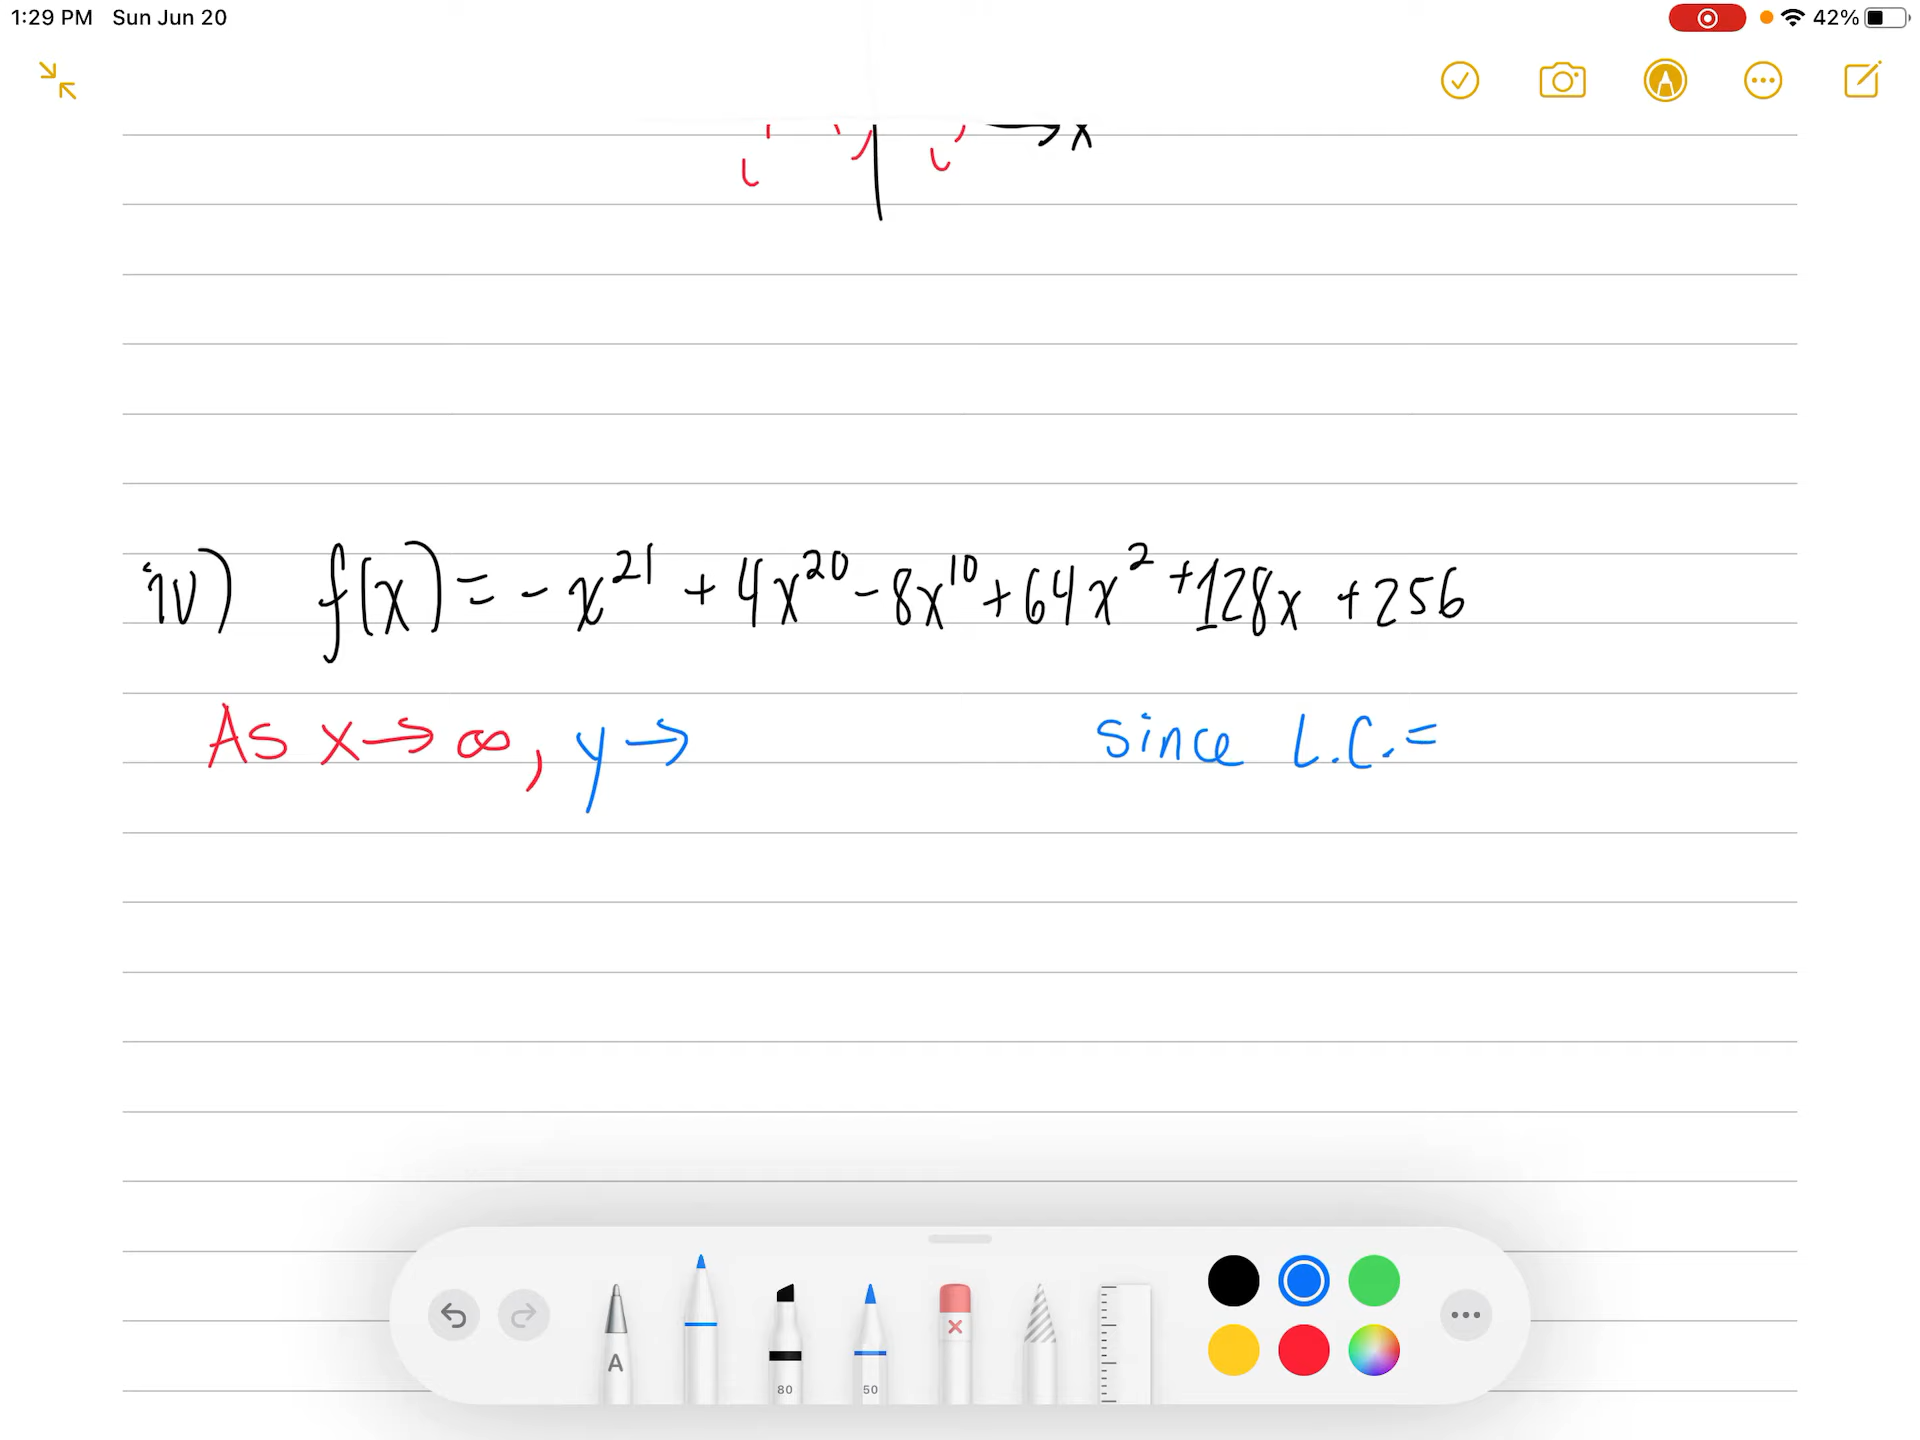 1:29 PM Sun Jun 20 42%
x
iv) f(x) = - x^21 + 4x^20 - 8x^10 + 64x^2 + 128x + 256
As x → ∞, y → since L.C. =
A 80 50